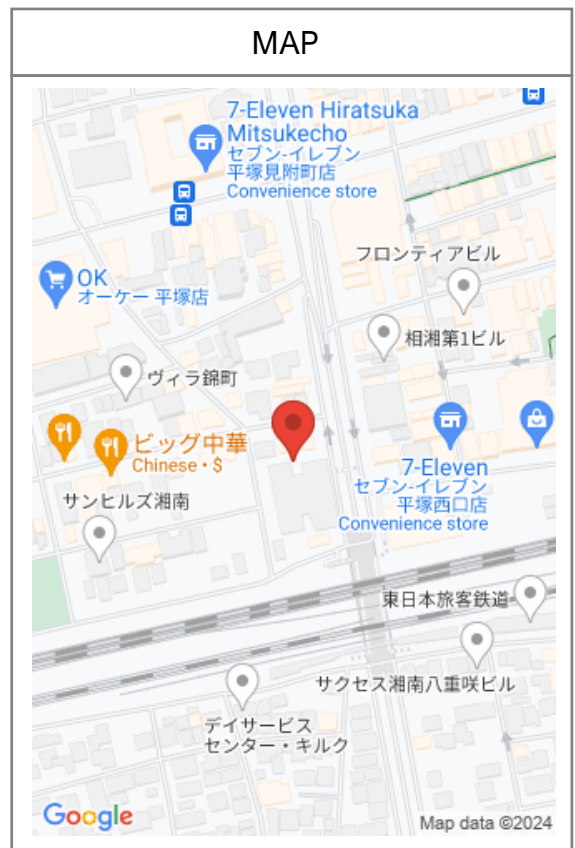 MAP
7-Eleven Hiratsuka
Mitsukecho
セブン-イレブン
平塚見附町店
Convenience store
フロンティアビル
OK
オーケー 平塚店
相湘第1ビル
ヴィラ錦町
ビッグ中華
Chinese • $
7-Eleven
セブン-イレブン
平塚西口店
Convenience store
サンヒルズ湘南
東日本旅客鉄道
サクセス湘南八重咲ビル
デイサービス
センター・キルク
Google
Map data ©2024